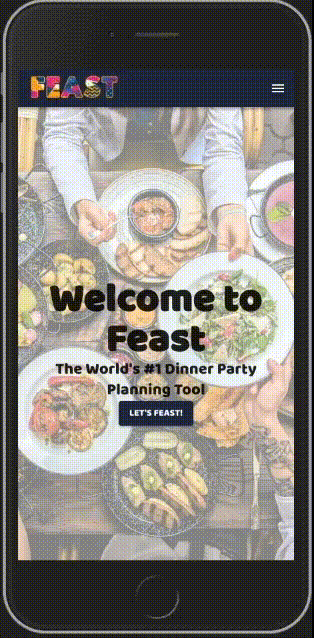 FEAST
Welcome to
Feast
The World's #1 Dinner Party
Planning Tool
LET'S FEAST!